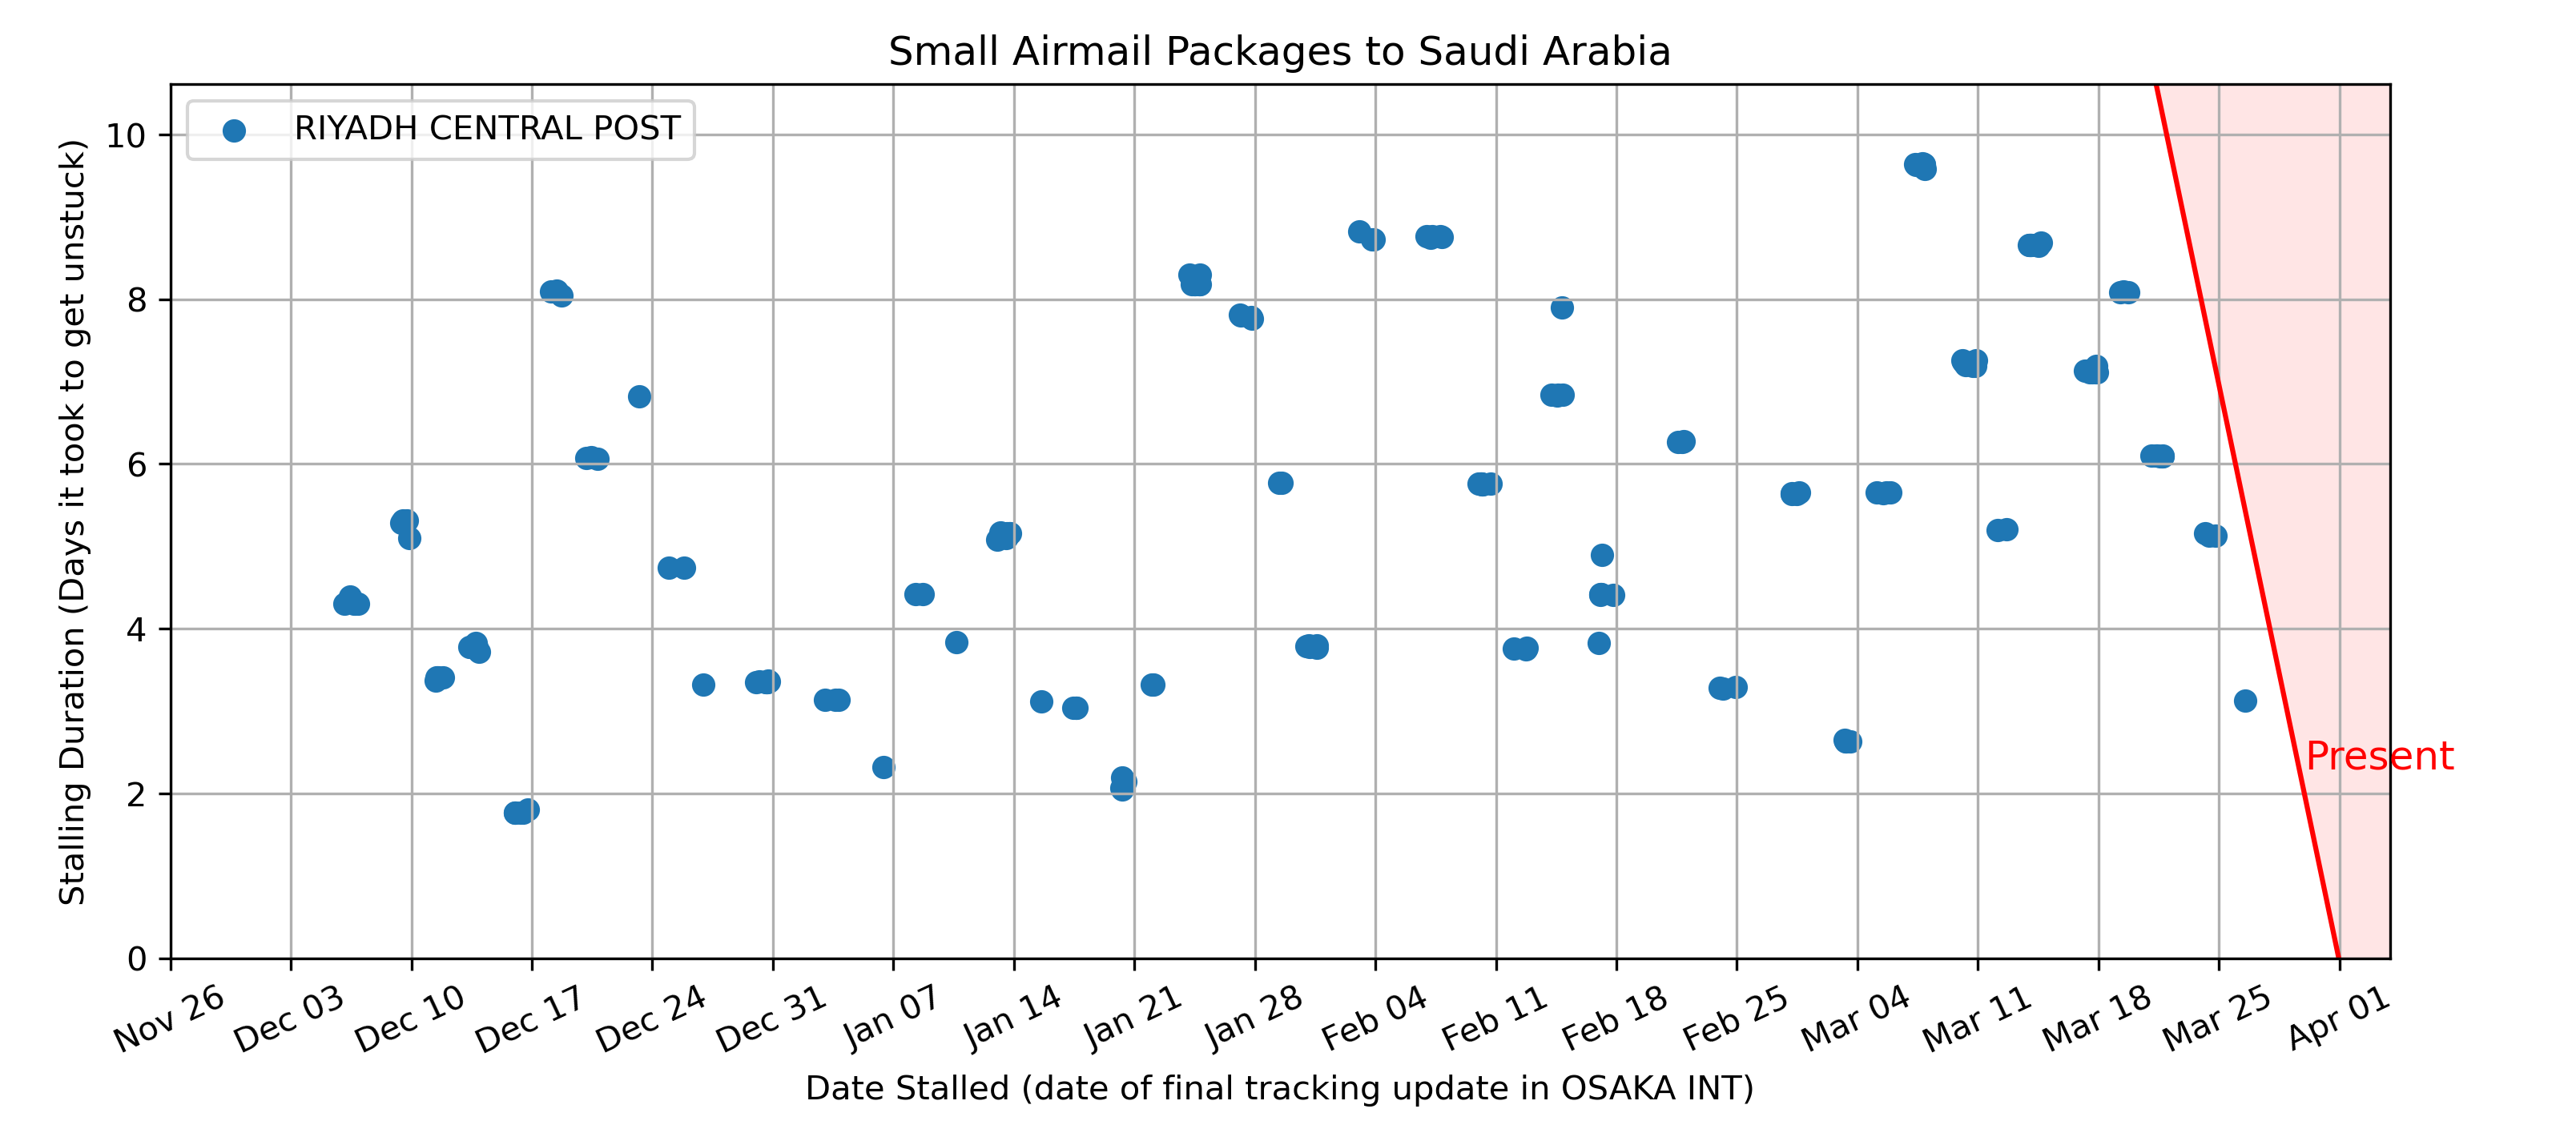 Small Airmail Packages to Saudi Arabia
RIYADH CENTRAL POST
Stalling Duration (Days it took to get unstuck)
10
8
6
4
2
0
Present
Nov 26
Dec 03
Dec 10
Dec 17
Dec 24
Dec 31
Jan 07
Jan 14
Jan 21
Jan 28
Feb 04
Feb 11
Feb 18
Feb 25
Mar 04
Mar 11
Mar 18
Mar 25
Apr 01
Date Stalled (date of final tracking update in OSAKA INT)